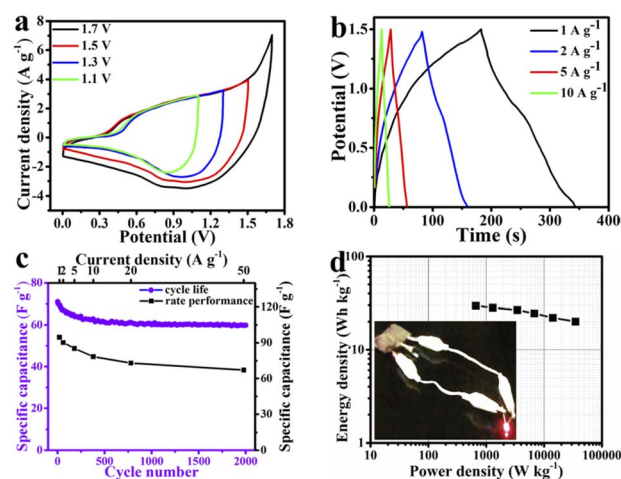 a
8
6
4
2
0
-2
-4
Current density (A g⁻¹)
1.7 V
1.5 V
1.3 V
1.1 V
0.0 0.3 0.6 0.9 1.2 1.5 1.8
Potential (V)
b
1.5
1.0
0.5
0.0
Potential (V)
1 A g⁻¹
2 A g⁻¹
5 A g⁻¹
10 A g⁻¹
0 100 200 300 400
Time (s)
c
Current density (A g⁻¹)
1 2 5 10 20 50
80
60
40
20
0
Specific capacitance (F g⁻¹)
cycle life
rate performance
120
90
60
30
0
Specific capacitance (F g⁻¹)
0 500 1000 1500 2000
Cycle number
d
100
10
1
Energy density (Wh kg⁻¹)
10 100 1000 10000 100000
Power density (W kg⁻¹)